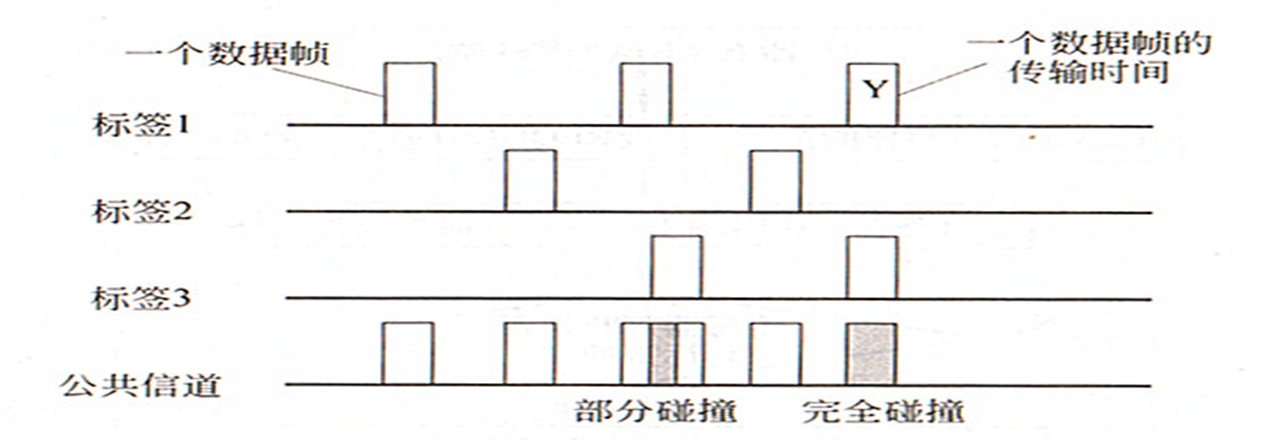 一个数据帧
一个数据帧的
传输时间
Y
标签1
标签2
标签3
公共信道
部分碰撞
完全碰撞